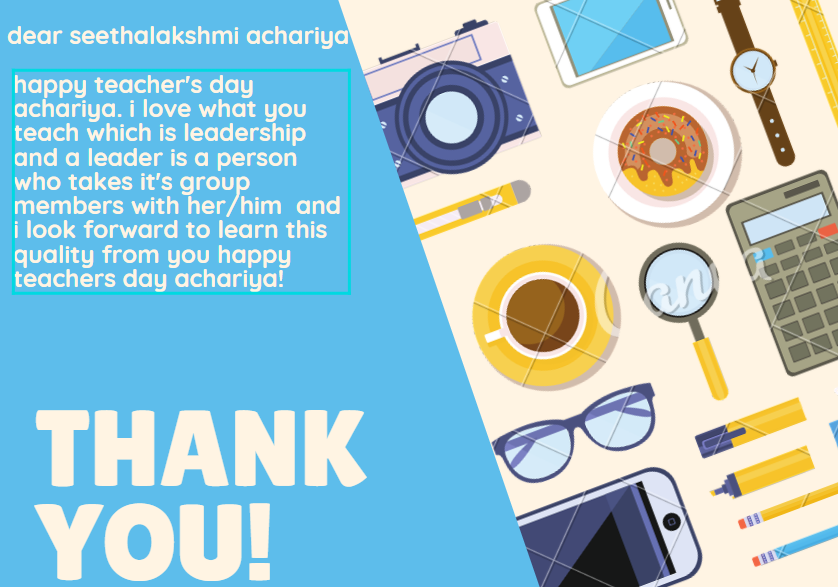 dear seethalakshmi achariya
happy teacher's day
achariya. i love what you
teach which is leadership
and a leader is a person
who takes it's group
members with her/him  and
i look forward to learn this
quality from you happy
teachers day achariya!
THANK
YOU!
Canva